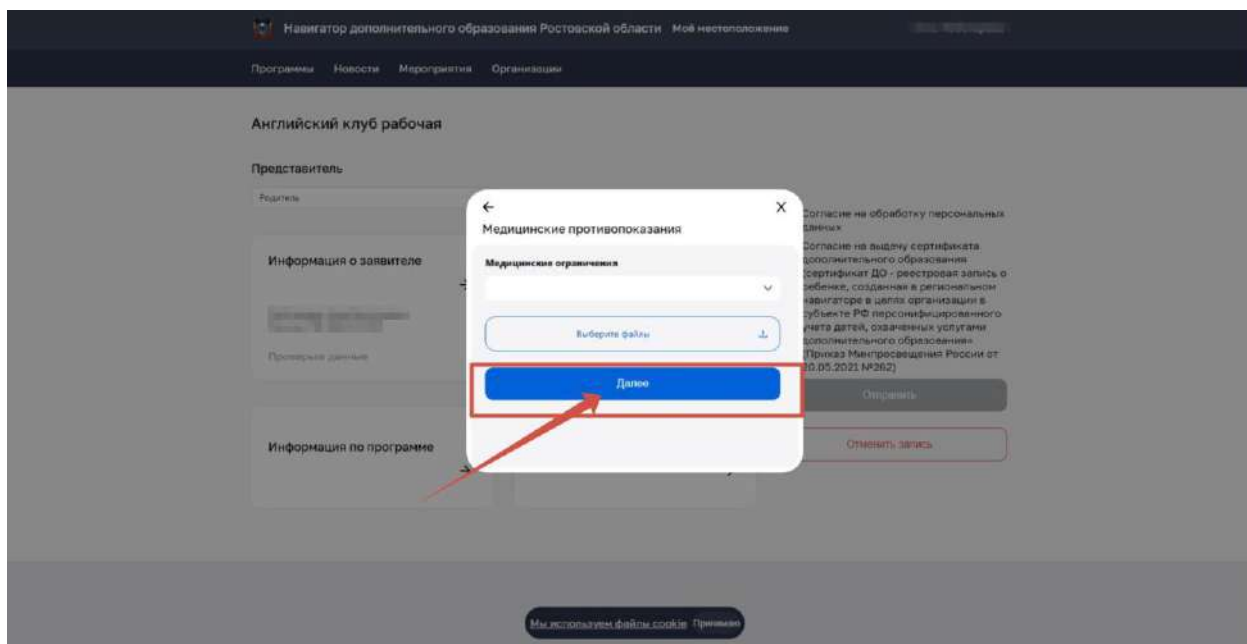 Навигатор дополнительного образования Ростовской области Моё местоположение
Программы Новости Мероприятия Организации
Английский клуб рабочая
Представитель
Родитель
Информация о заявителе
Проверьте данные
Информация по программе
Медицинские противопоказания
Медицинские ограничения
Выберите файлы
Далее
Согласие на обработку персональных
данных
Согласие на выдачу сертификата
дополнительного образования
(сертификат ДО - реестровая запись о
ребенке, созданная в региональном
навигаторе в целях организации в
субъекте РФ персонифицированного
учета детей, охваченных услугами
дополнительного образования»
(Приказ Минпросвещения России от
20.05.2021 №262)
Отправить
Отменить запись
Мы используем файлы cookie Принимаю